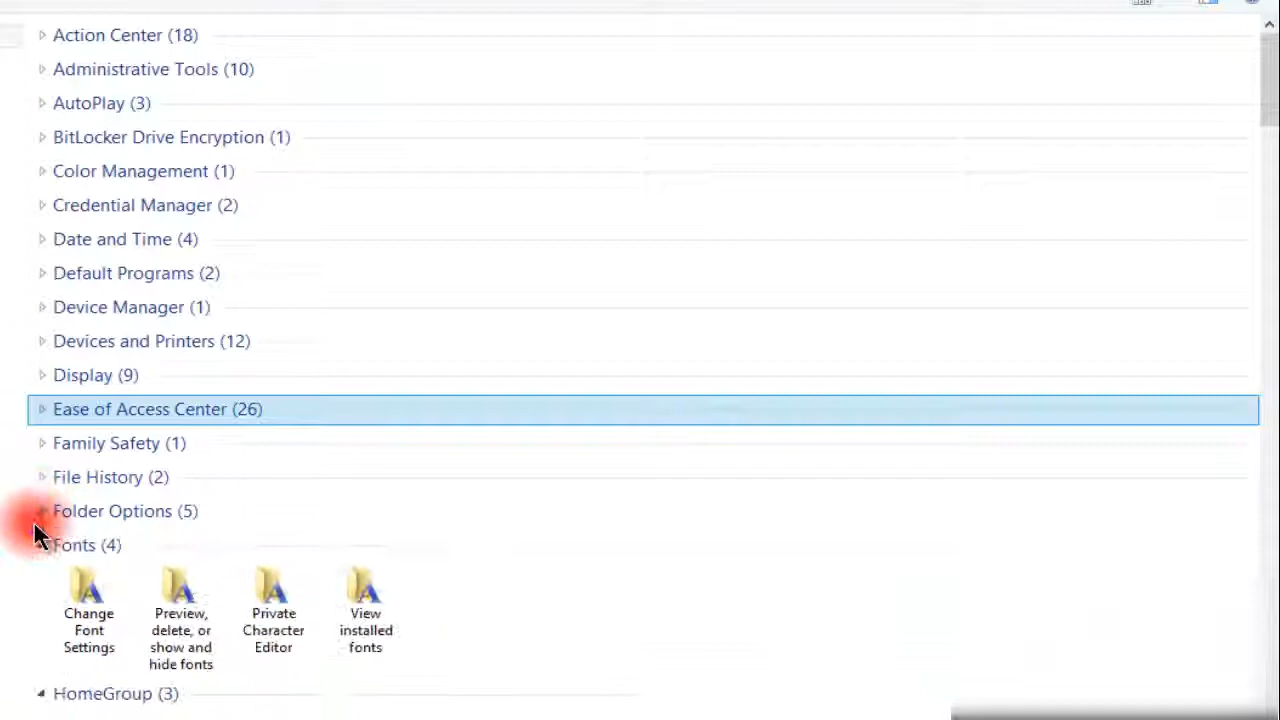 Action Center (18)
Administrative Tools (10)
AutoPlay (3)
BitLocker Drive Encryption (1)
Color Management (1)
Credential Manager (2)
Date and Time (4)
Default Programs (2)
Device Manager (1)
Devices and Printers (12)
Display (9)
Ease of Access Center (26)
Family Safety (1)
File History (2)
Folder Options (5)
Fonts (4)
Change
Font
Settings
Preview,
delete, or
show and
hide fonts
Private
Character
Editor
View
installed
fonts
HomeGroup (3)